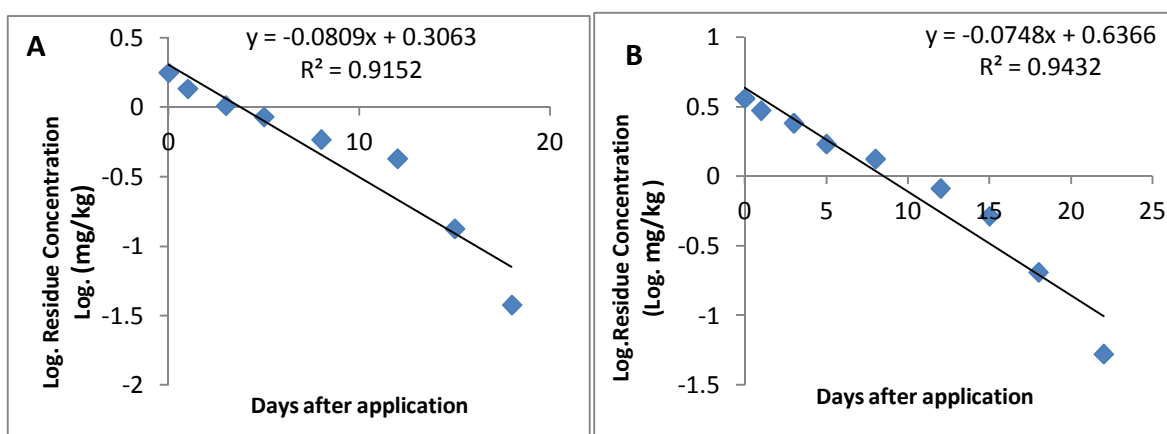 A
y = -0.0809x + 0.3063
R² = 0.9152
0.5
0
-0.5
-1
-1.5
-2
0
10
20
Log. Residue Concentration
Log. (mg/kg)
Days after application
B
y = -0.0748x + 0.6366
R² = 0.9432
1
0.5
0
-0.5
-1
-1.5
0
5
10
15
20
25
Log.Residue Concentration
(Log. mg/kg )
Days after application